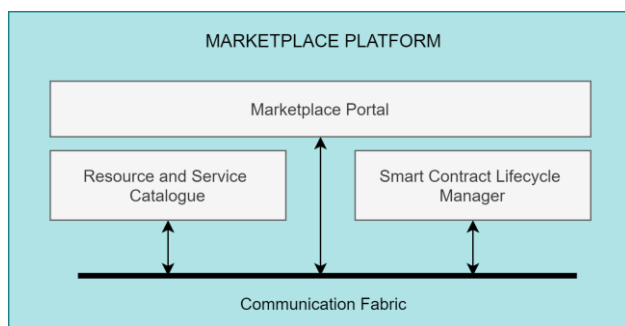 MARKETPLACE PLATFORM
Marketplace Portal
Resource and Service
Catalogue
Smart Contract Lifecycle
Manager
Communication Fabric